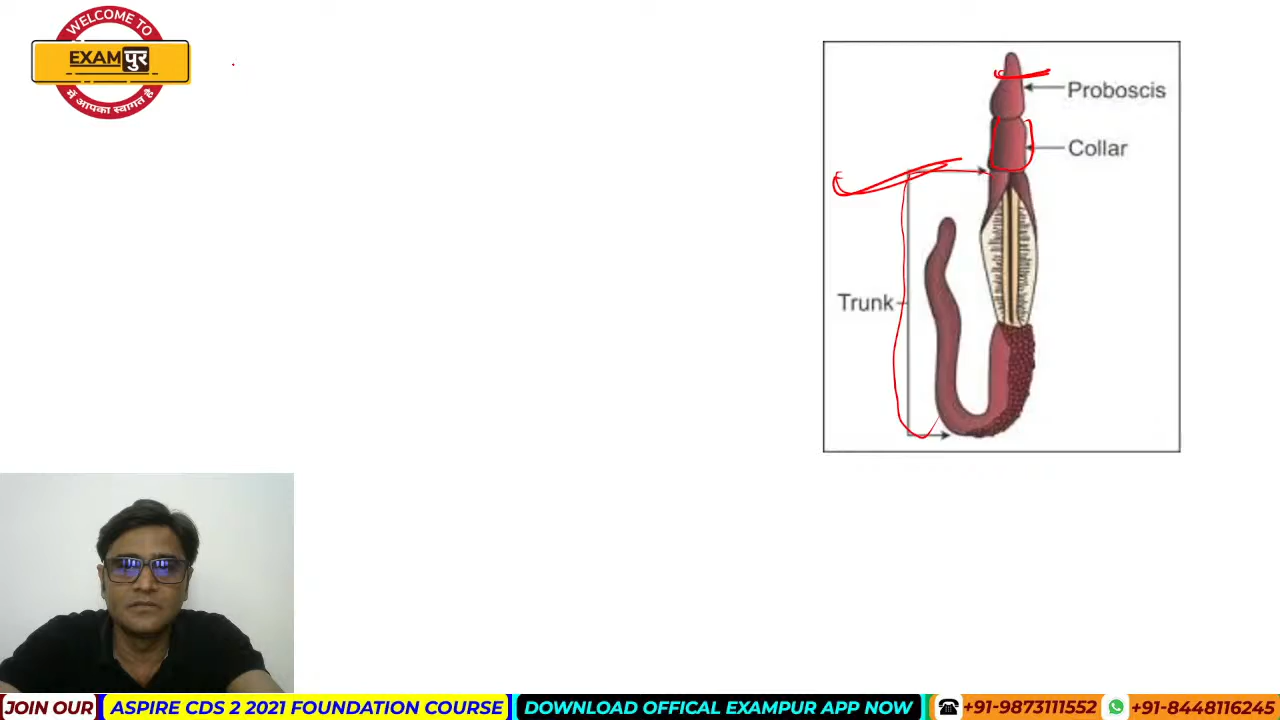 WELCOME TO
EXAMपुर
में आपका स्वागत है
Proboscis
Collar
Trunk
JOIN OUR ASPIRE CDS 2 2021 FOUNDATION COURSE DOWNLOAD OFFICAL EXAMPUR APP NOW +91-9873111552 +91-8448116245